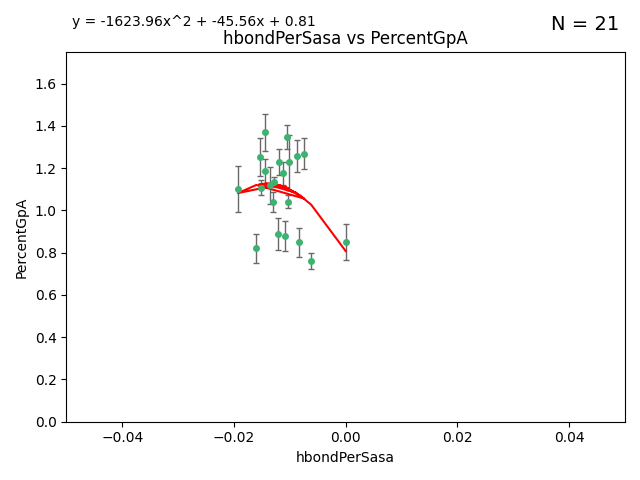 y = -1623.96x^2 + -45.56x + 0.81
N = 21
hbondPerSasa vs PercentGpA
PercentGpA
1.6
1.4
1.2
1.0
0.8
0.6
0.4
0.2
0.0
−0.04 −0.02 0.00 0.02 0.04
hbondPerSasa